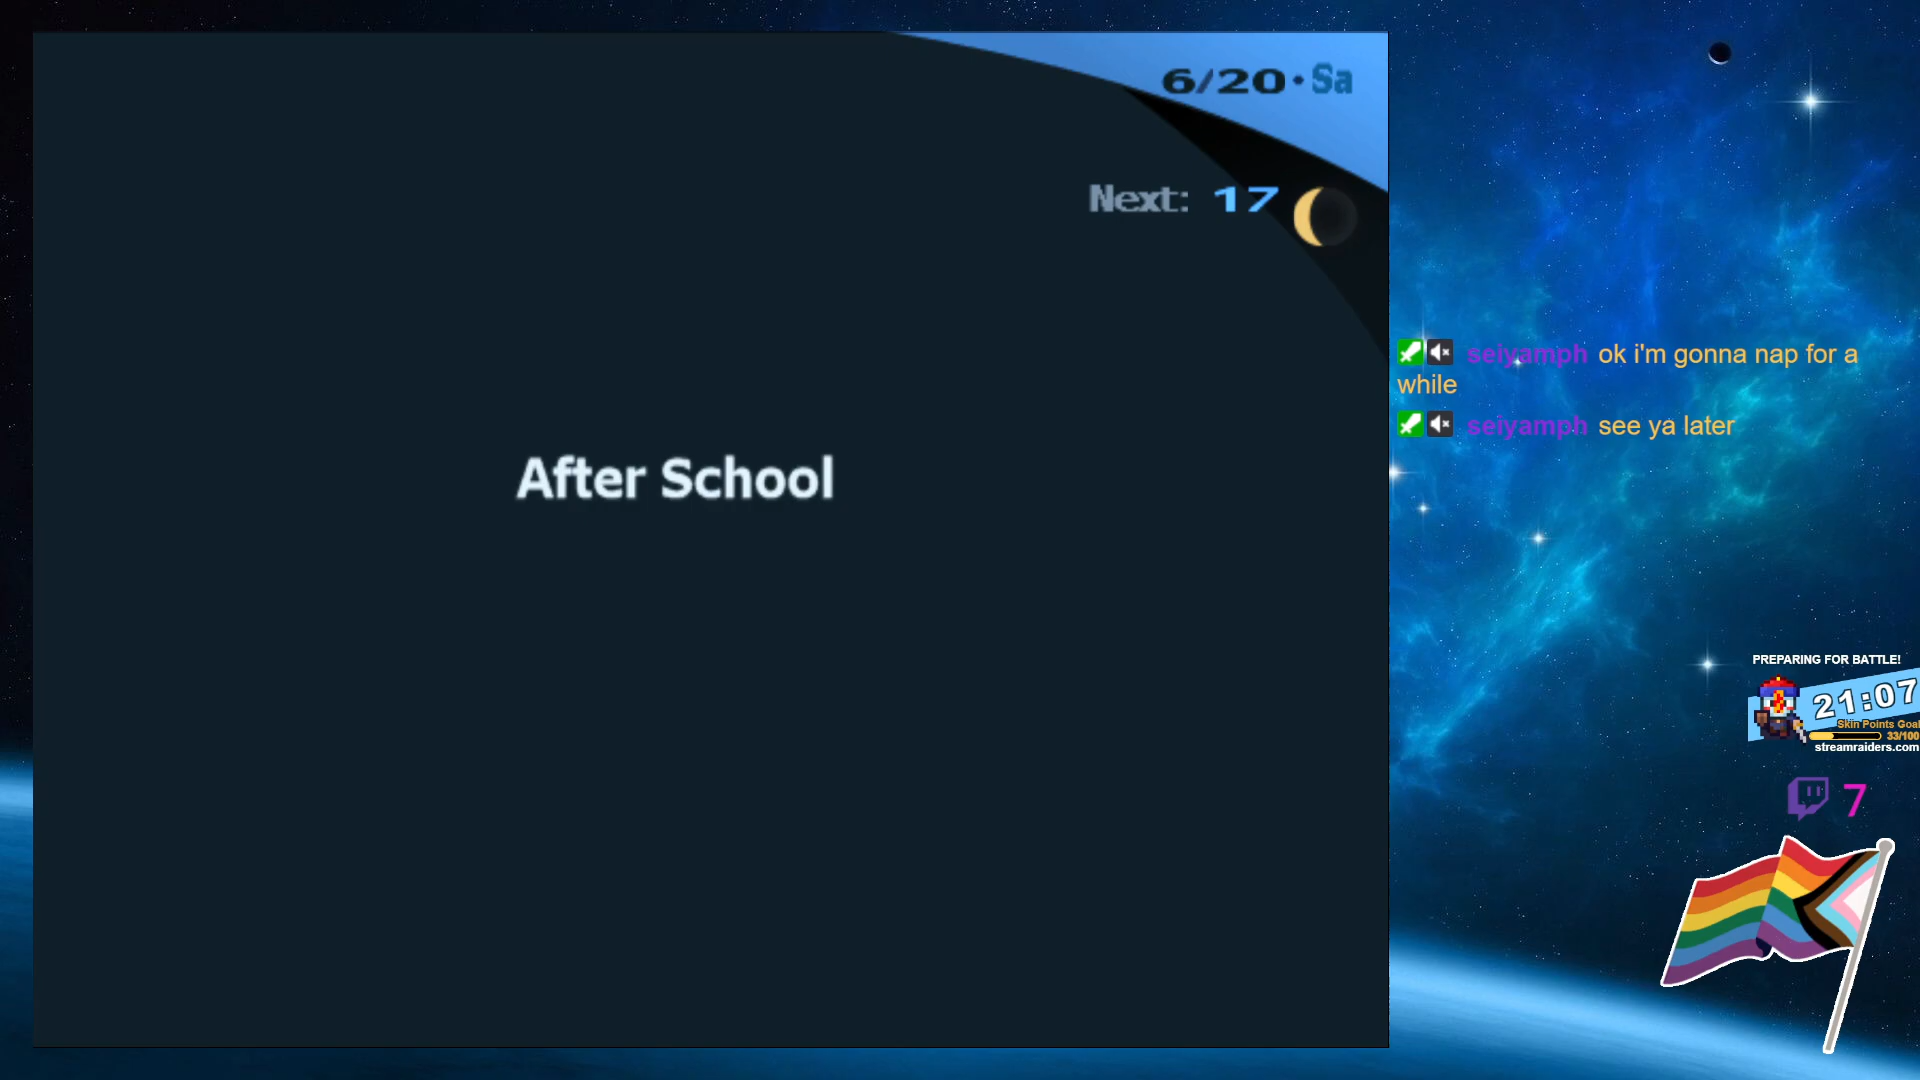 6/20・Sa
Next: 17
After School
seiyamph ok i'm gonna nap for a
while
seiyamph see ya later
PREPARING FOR BATTLE!
21:07
Skin Points Goal
33/100
streamraiders.com
7